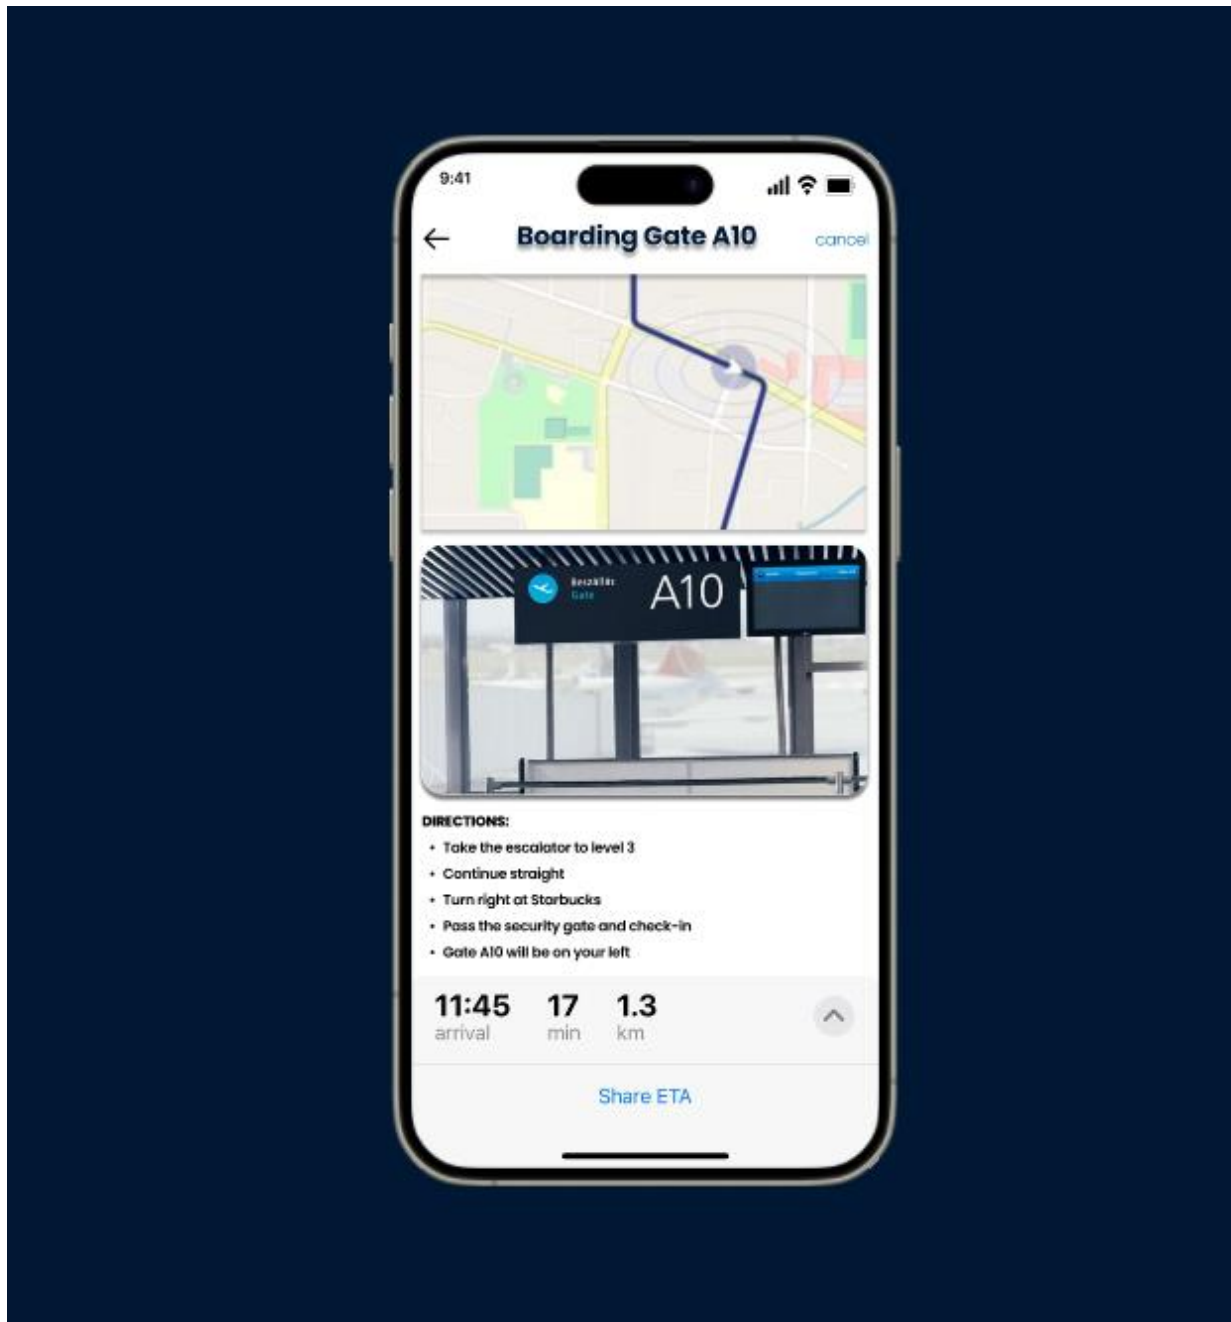 9:41
Boarding Gate A10
cancel
Beszállás
Gate
A10
DIRECTIONS:
• Take the escalator to level 3
• Continue straight
• Turn right at Starbucks
• Pass the security gate and check-in
• Gate A10 will be on your left
11:45 17 1.3
arrival min km
Share ETA